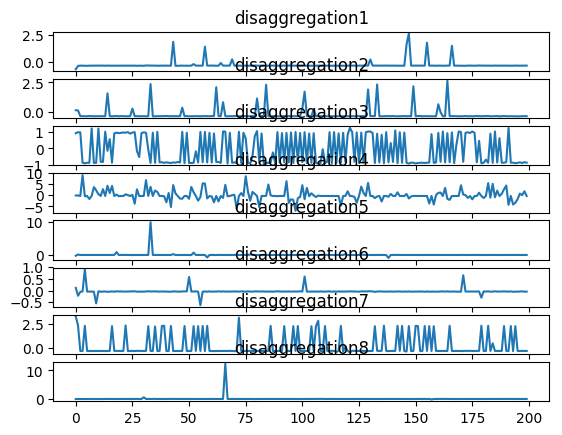 disaggregation1
2.5
0.0
disaggregation2
2.5
0.0
disaggregation3
1
0
−1
disaggregation4
10
5
0
−5
disaggregation5
10
0
disaggregation6
1.0
0.5
0.0
−0.5
disaggregation7
2.5
0.0
disaggregation8
10
0
0 25 50 75 100 125 150 175 200